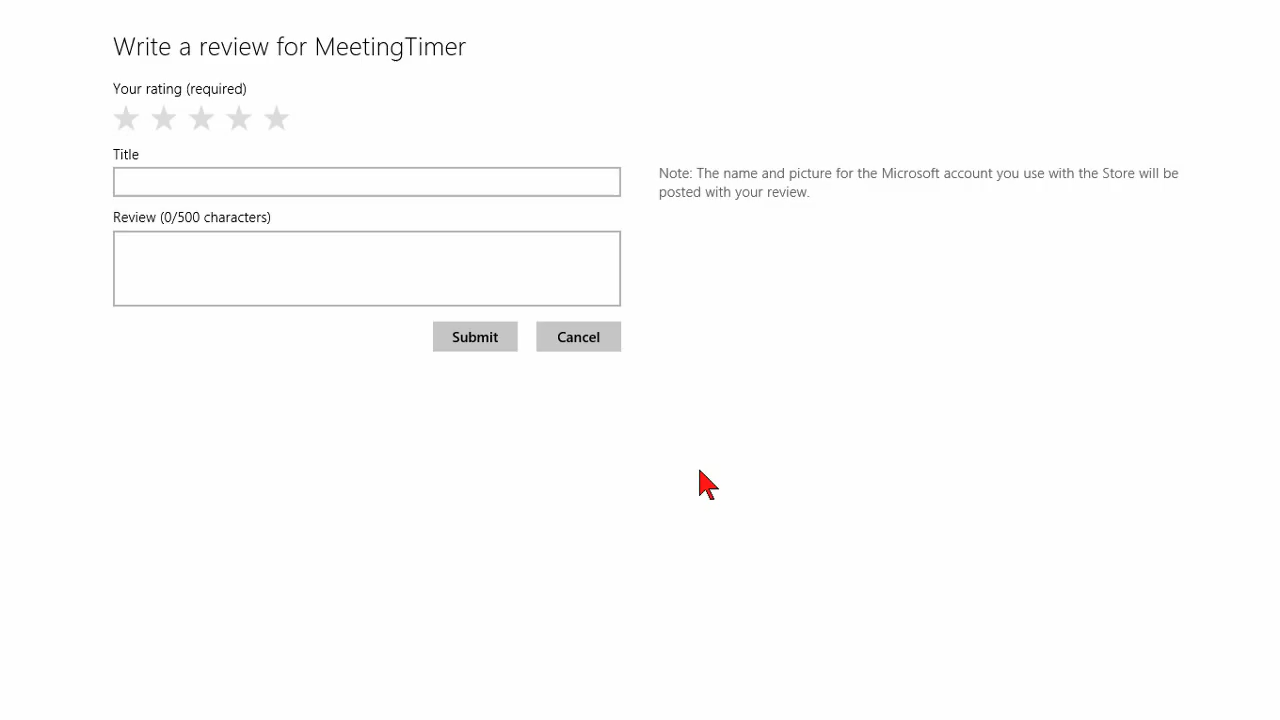 Write a review for MeetingTimer
Your rating (required)
Title
Note: The name and picture for the Microsoft account you use with the Store will be
posted with your review.
Review (0/500 characters)
Submit
Cancel